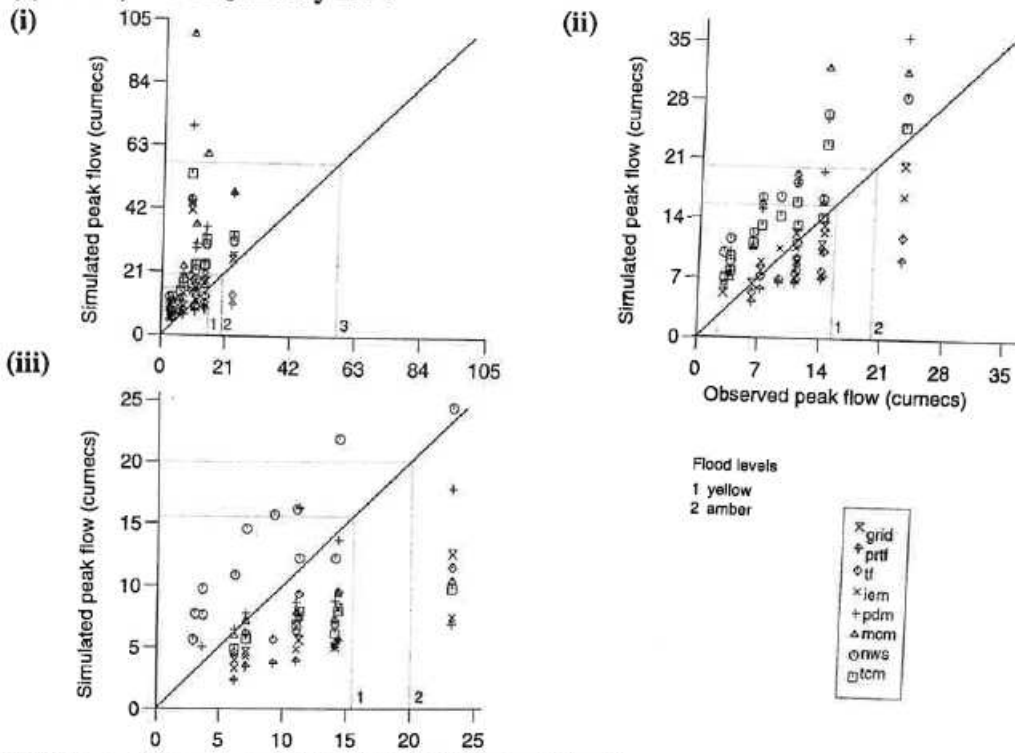 (i)
105
84
63
42
21
0
Simulated peak flow (cumecs)
1 2 3
0 21 42 63 84 105
(ii)
35
28
21
14
7
0
Simulated peak flow (cumecs)
1 2
0 7 14 21 28 35
Observed peak flow (cumecs)
(iii)
25
20
15
10
5
0
Simulated peak flow (cumecs)
1 2
0 5 10 15 20 25
Flood levels
1 yellow
2 amber
grid
prtf
tf
iem
pdm
mcm
nws
tcm